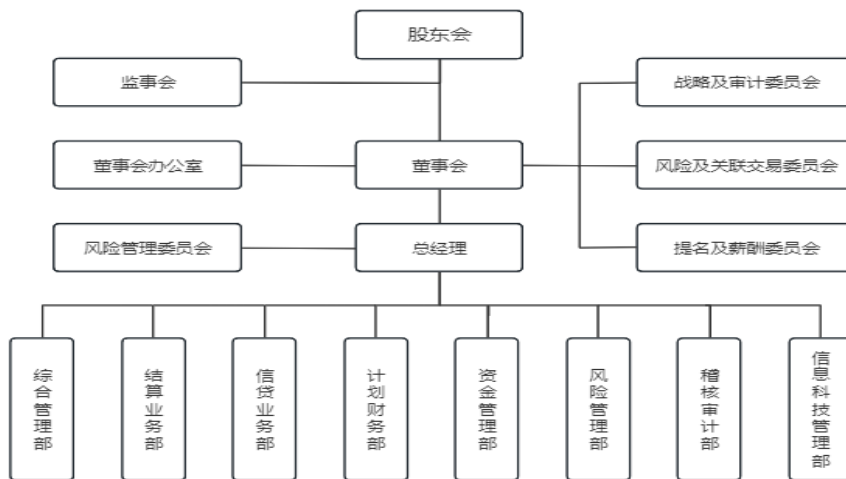 股东会
监事会
战略及审计委员会
董事会办公室
董事会
风险及关联交易委员会
风险管理委员会
总经理
提名及薪酬委员会
综合管理部
结算业务部
信贷业务部
计划财务部
资金管理部
风险管理部
稽核审计部
信息科技管理部